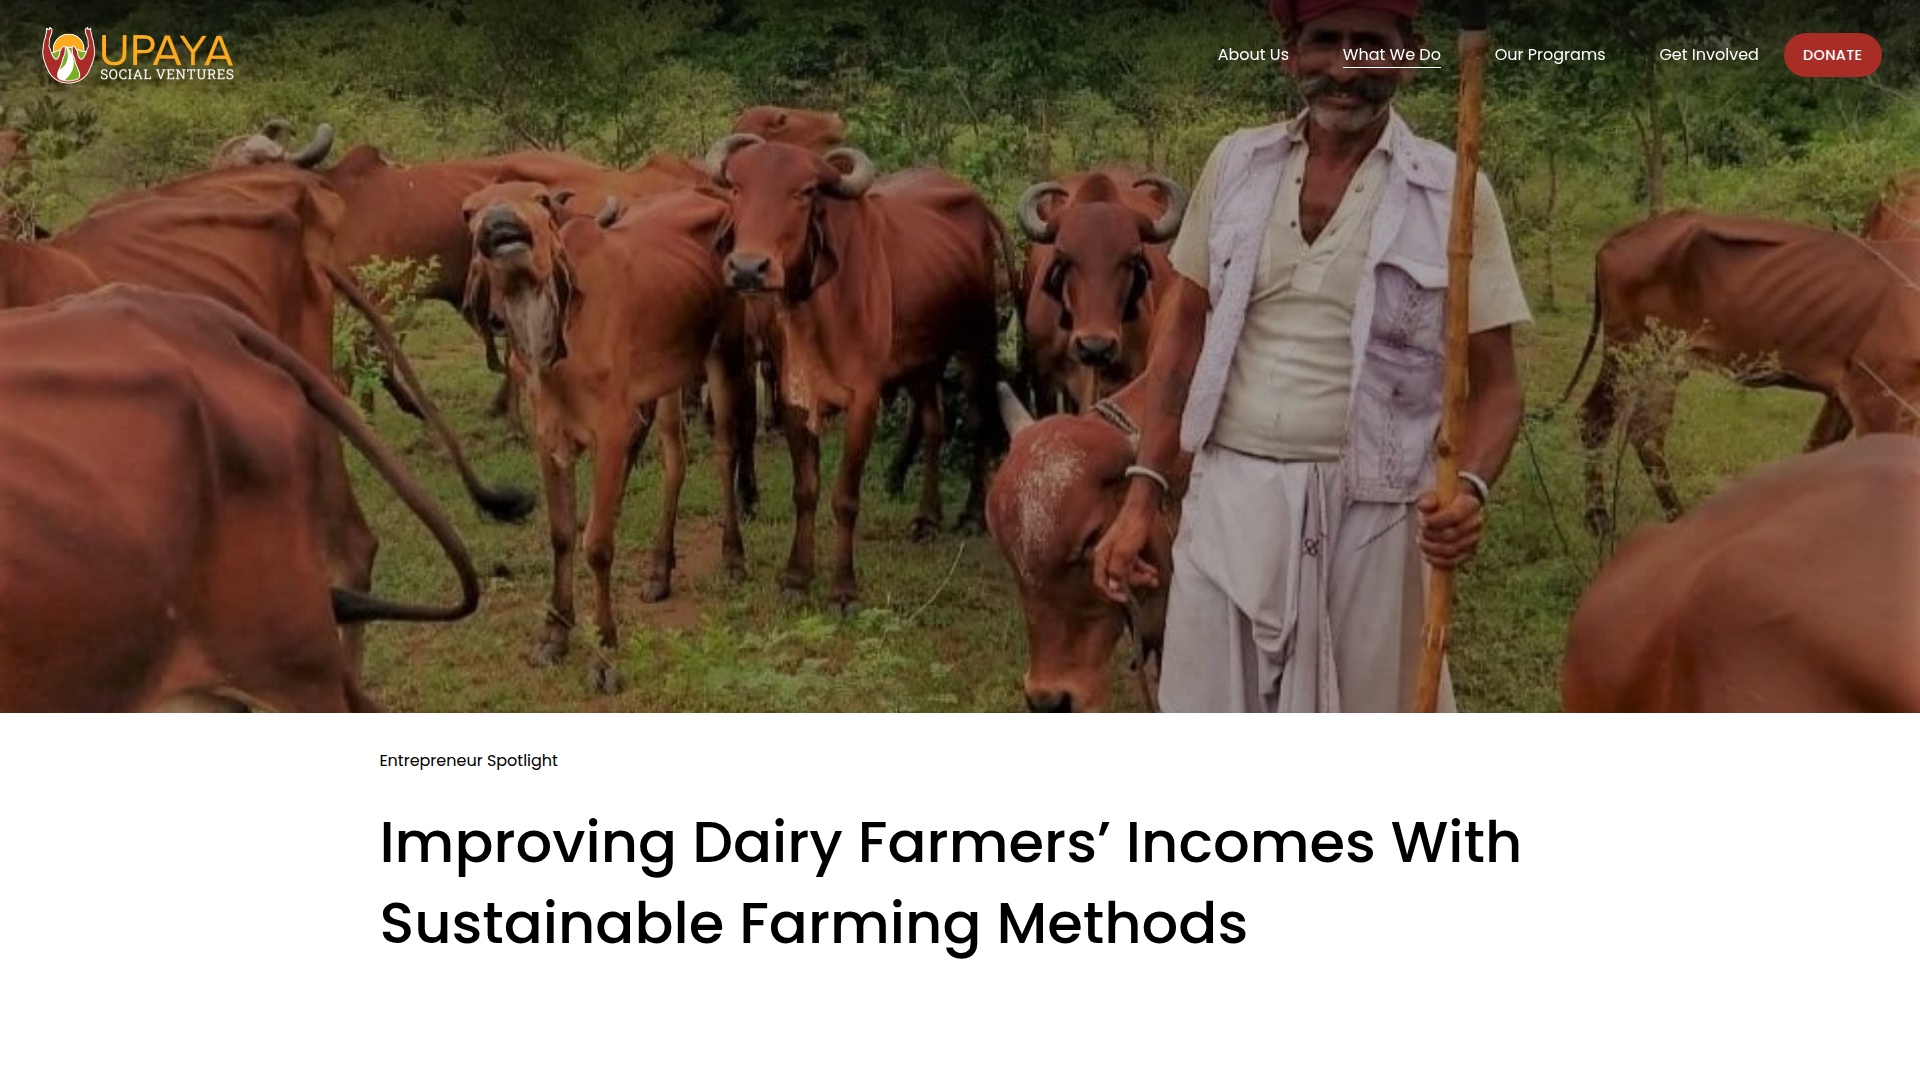 UPAYA
SOCIAL VENTURES
About Us
What We Do
Our Programs
Get Involved
DONATE
Entrepreneur Spotlight
Improving Dairy Farmers’ Incomes With
Sustainable Farming Methods